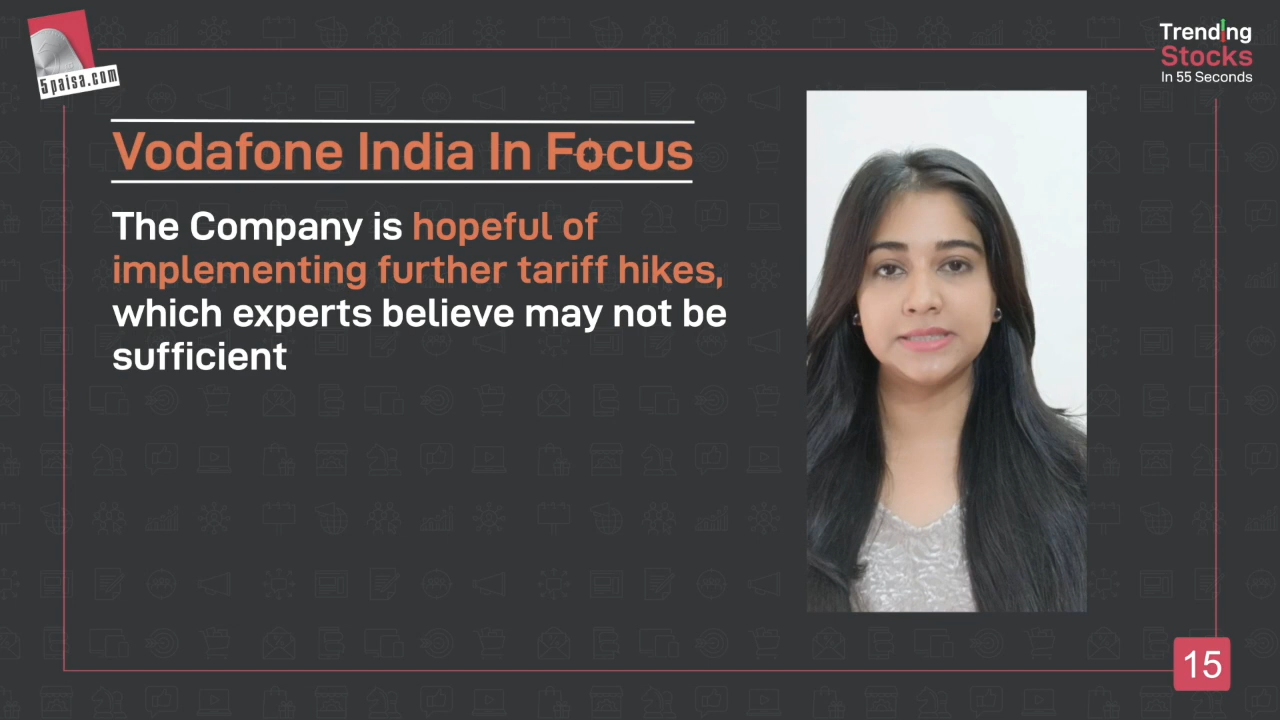 5paisa.com
Trending
Stocks
In 55 Seconds
Vodafone India In Focus
The Company is hopeful of
implementing further tariff hikes,
which experts believe may not be
sufficient
15